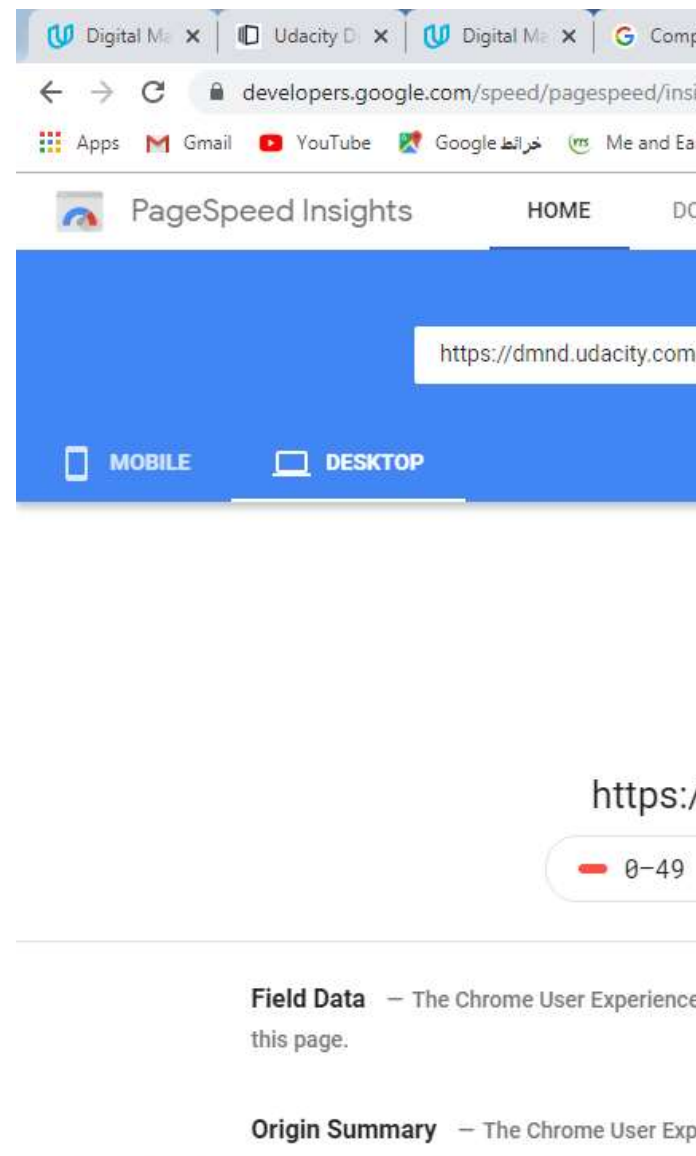 Digital Ma Udacity D Digital Ma Comp
developers.google.com/speed/pagespeed/insi
Apps Gmail YouTube Google خرائط Me and Ea
PageSpeed Insights HOME DO
https://dmnd.udacity.com
MOBILE DESKTOP
https:/
0–49
Field Data — The Chrome User Experience
this page.
Origin Summary — The Chrome User Exp